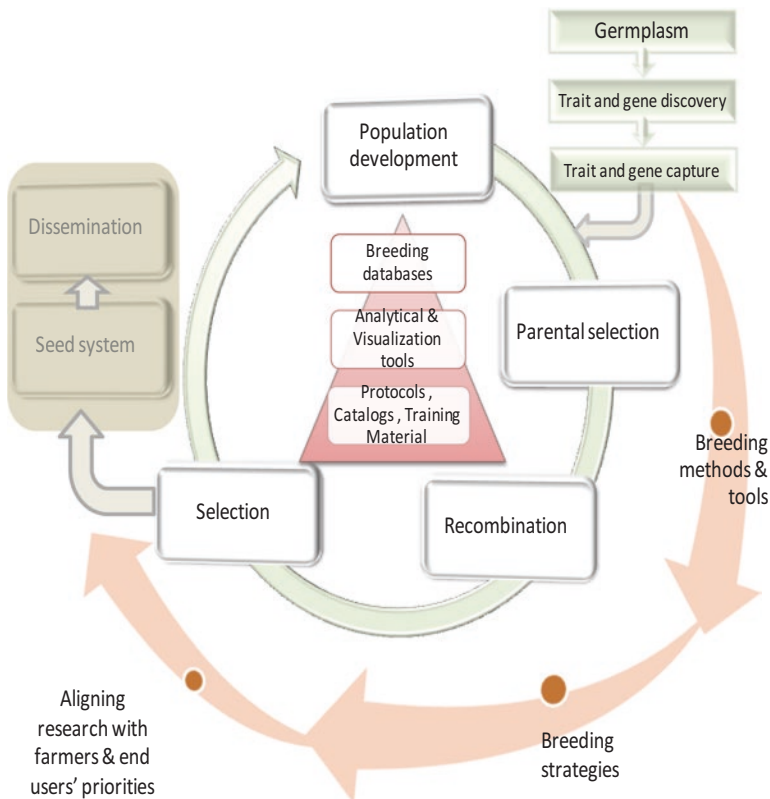 Germplasm
Trait and gene discovery
Trait and gene capture
Population
development
Dissemination
Seed system
Breeding
databases
Analytical &
Visualization
tools
Protocols ,
Catalogs , Training
Material
Parental selection
Selection
Recombination
Breeding
methods &
tools
Aligning
research with
farmers & end
users’ priorities
Breeding
strategies